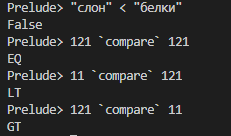 Prelude> "слон" < "белки"
False
Prelude> 121 `compare` 121
EQ
Prelude> 11 `compare` 121
LT
Prelude> 121 `compare` 11
GT